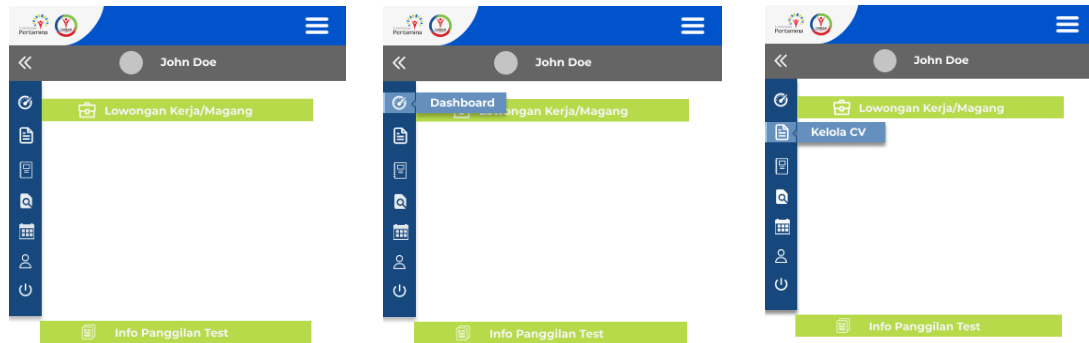 Pertamina
John Doe
Lowongan Kerja/Magang
Info Panggilan Test
Pertamina
John Doe
Dashboard
Lowongan Kerja/Magang
Info Panggilan Test
Pertamina
John Doe
Lowongan Kerja/Magang
Kelola CV
Info Panggilan Test